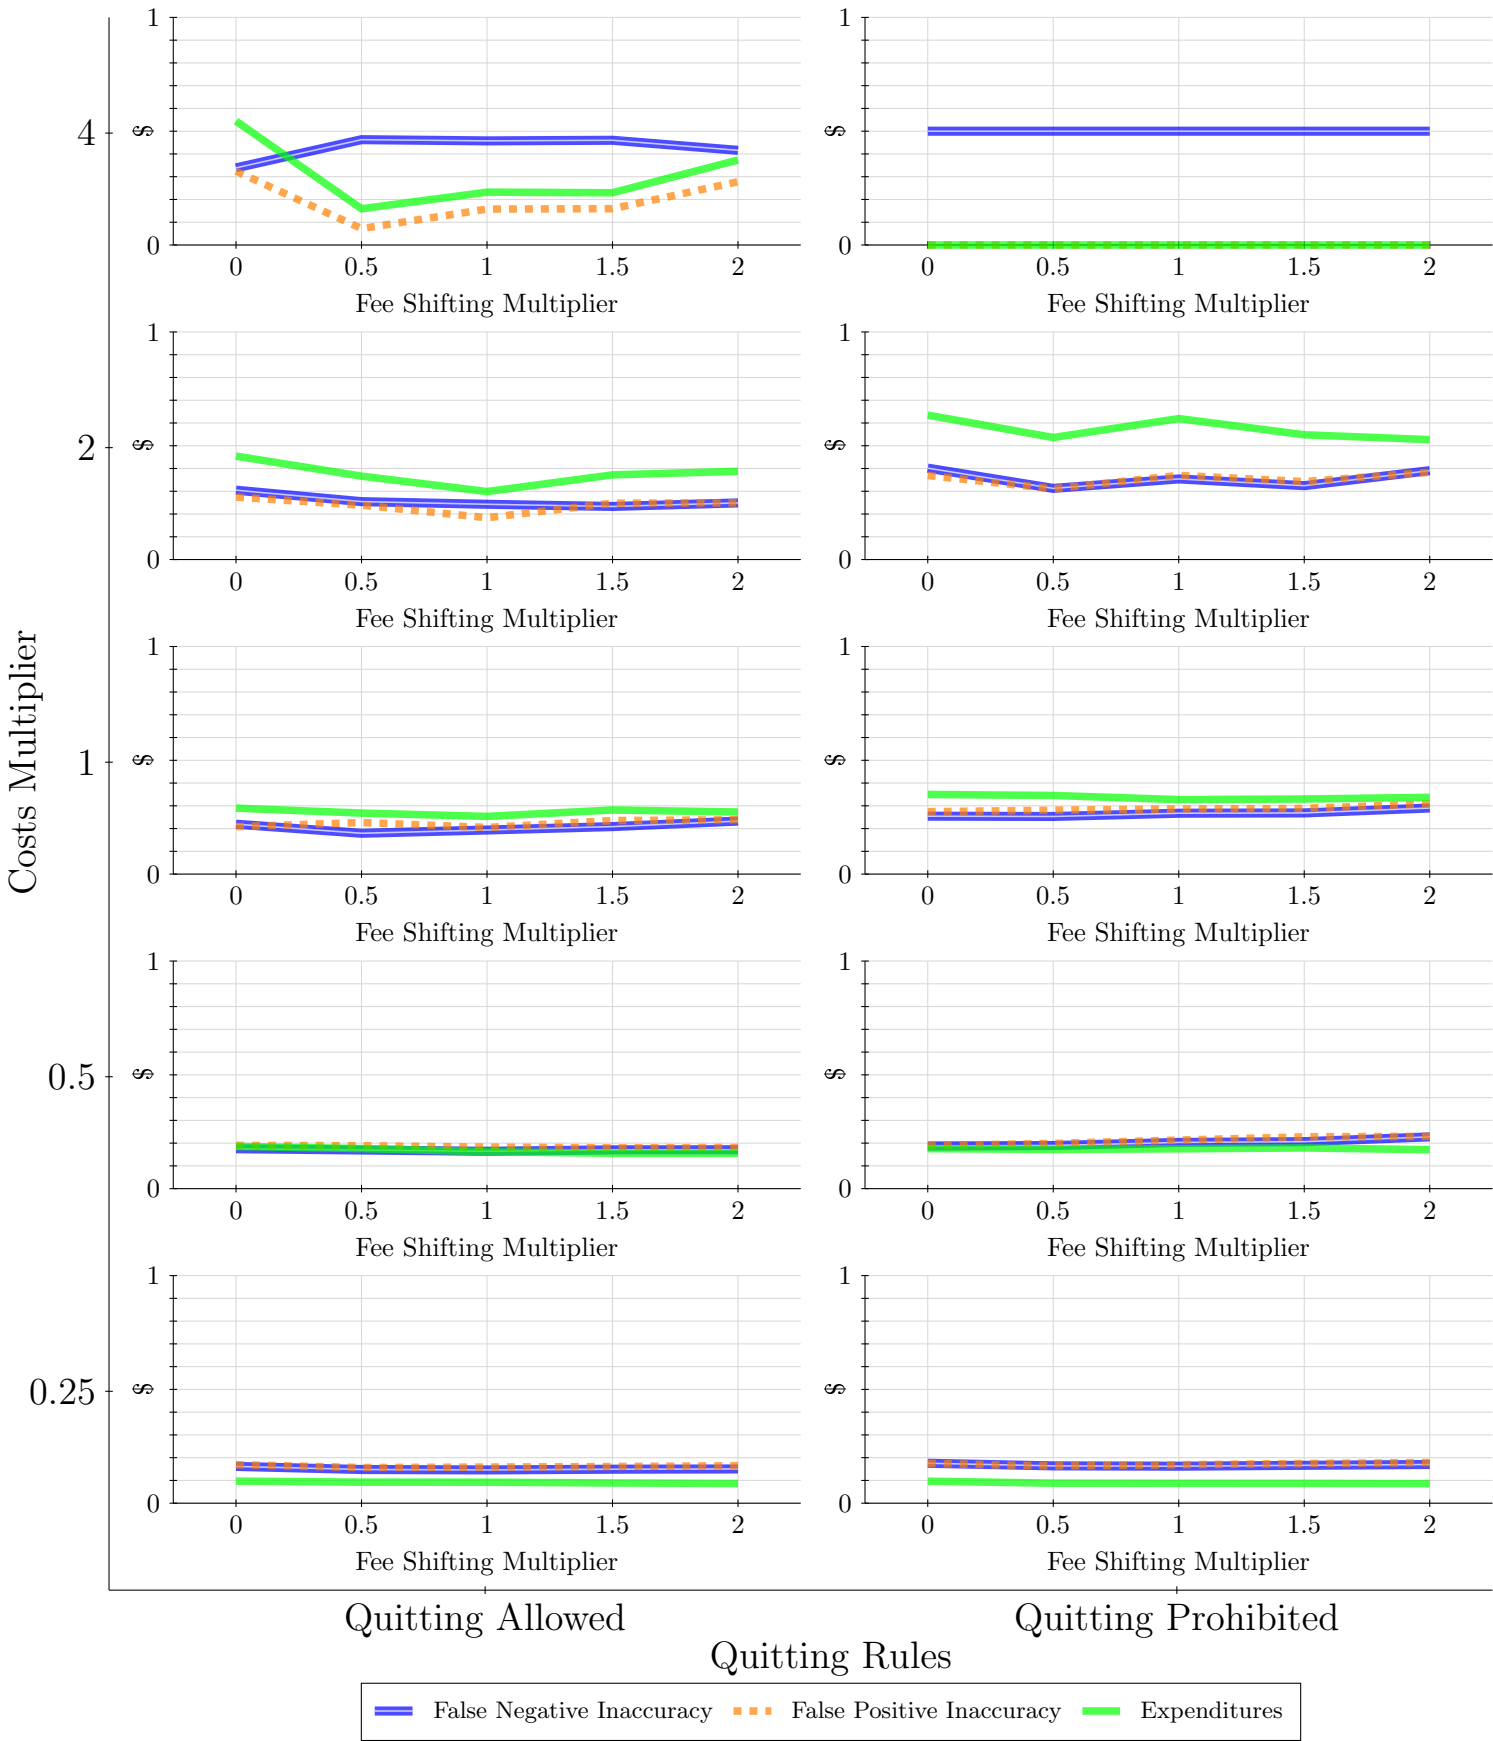 1
$
0
0 0.5 1 1.5 2
Fee Shifting Multiplier
1
$
0
0 0.5 1 1.5 2
Fee Shifting Multiplier
4
1
$
0
0 0.5 1 1.5 2
Fee Shifting Multiplier
1
$
0
0 0.5 1 1.5 2
Fee Shifting Multiplier
2
1
$
0
0 0.5 1 1.5 2
Fee Shifting Multiplier
1
$
0
0 0.5 1 1.5 2
Fee Shifting Multiplier
1
Costs Multiplier
1
$
0
0 0.5 1 1.5 2
Fee Shifting Multiplier
1
$
0
0 0.5 1 1.5 2
Fee Shifting Multiplier
0.5
1
$
0
0 0.5 1 1.5 2
Fee Shifting Multiplier
1
$
0
0 0.5 1 1.5 2
Fee Shifting Multiplier
0.25
Quitting Allowed Quitting Prohibited
Quitting Rules
False Negative Inaccuracy False Positive Inaccuracy Expenditures